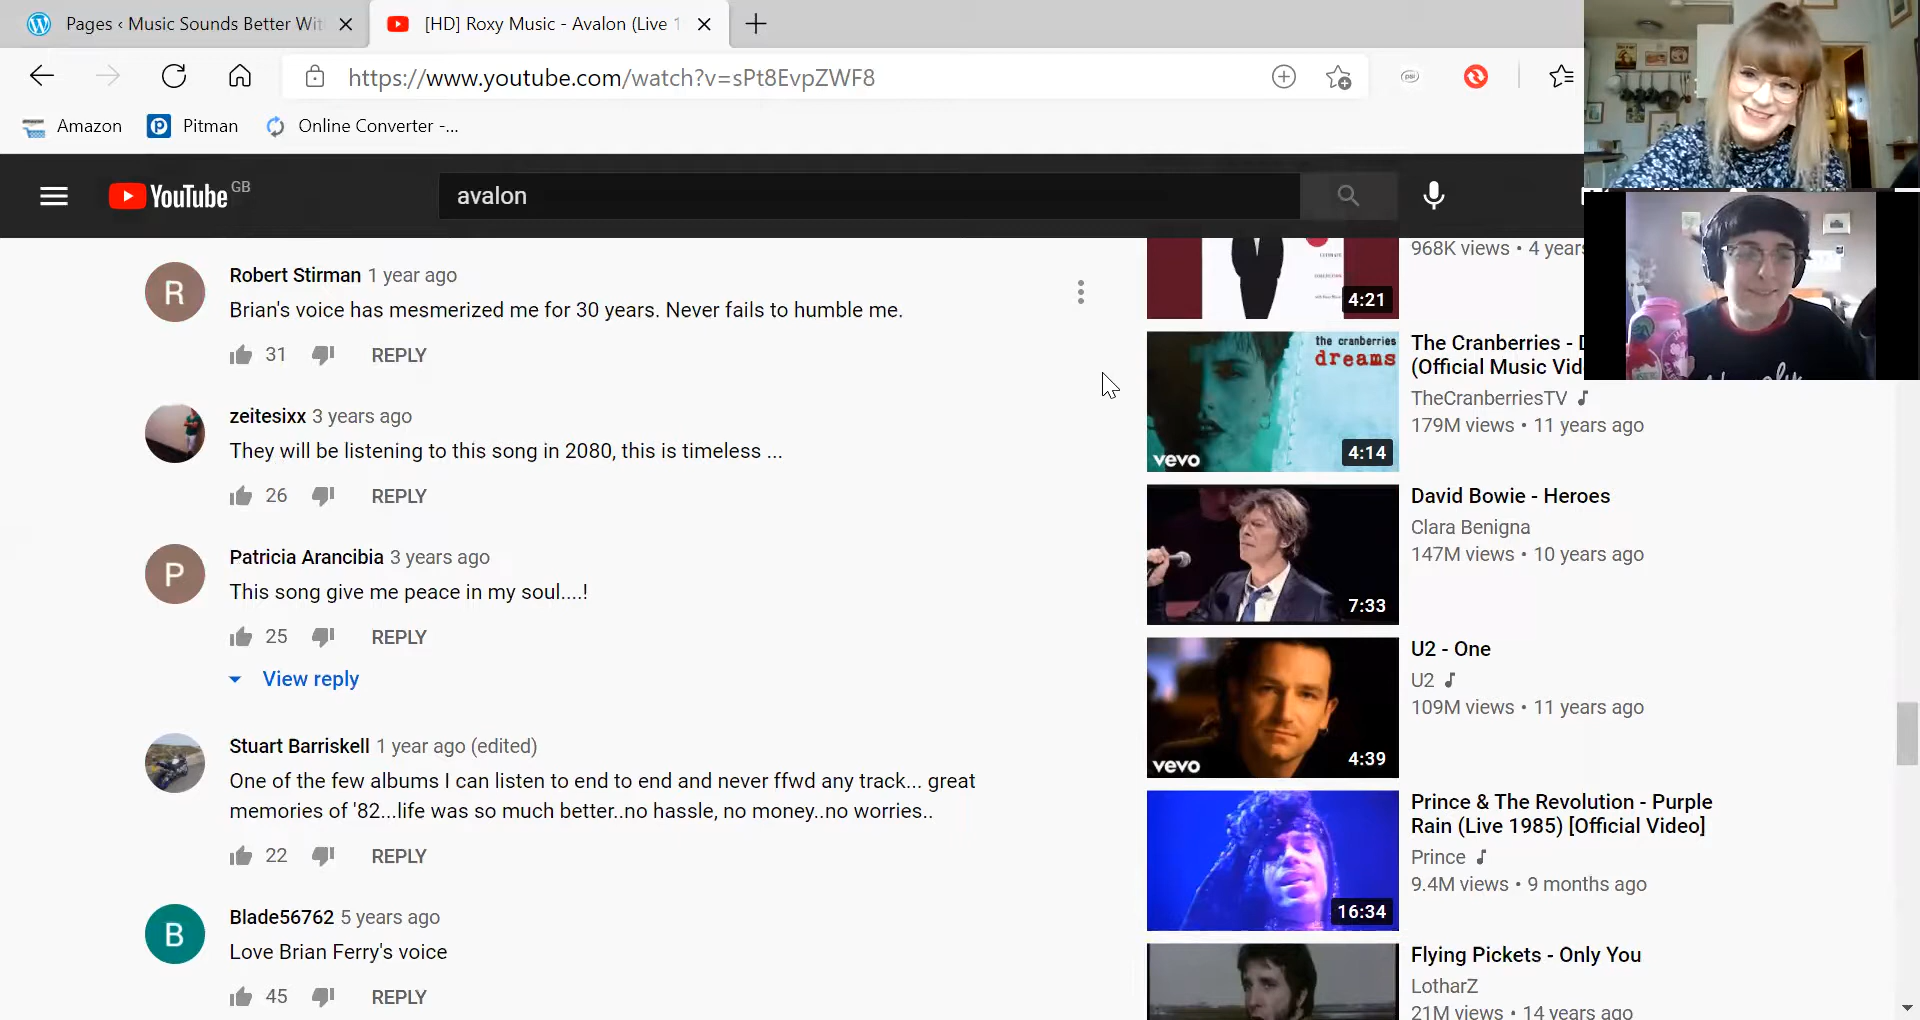 Pages ‹ Music Sounds Better Wit
[HD] Roxy Music - Avalon (Live 1
https://www.youtube.com/watch?v=sPt8EvpZWF8
psi
Amazon
Pitman
Online Converter -...
YouTube GB
avalon
Robert Stirman 1 year ago
Brian's voice has mesmerized me for 30 years. Never fails to humble me.
31 REPLY
zeitesixx 3 years ago
They will be listening to this song in 2080, this is timeless ...
26 REPLY
Patricia Arancibia 3 years ago
This song give me peace in my soul....!
25 REPLY
View reply
Stuart Barriskell 1 year ago (edited)
One of the few albums I can listen to end to end and never ffwd any track... great
memories of '82...life was so much better..no hassle, no money..no worries..
22 REPLY
Blade56762 5 years ago
Love Brian Ferry's voice
45 REPLY
R
P
B
968K views • 4 years
4:21
the cranberries
dreams
vevo
4:14
The Cranberries - D
(Official Music Vid
TheCranberriesTV
179M views • 11 years ago
7:33
David Bowie - Heroes
Clara Benigna
147M views • 10 years ago
vevo
4:39
U2 - One
U2
109M views • 11 years ago
16:34
Prince & The Revolution - Purple
Rain (Live 1985) [Official Video]
Prince
9.4M views • 9 months ago
Flying Pickets - Only You
LotharZ
21M views • 14 years ago